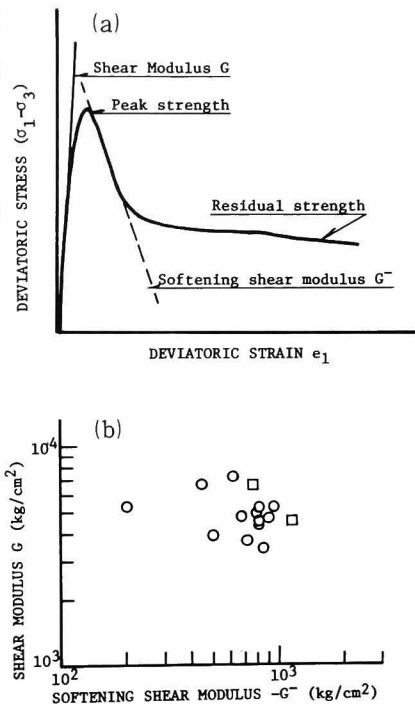 (a)
Shear Modulus G
Peak strength
Residual strength
Softening shear modulus G⁻
DEVIATORIC STRESS (σ₁-σ₃)
DEVIATORIC STRAIN e₁
(b)
10⁴
10³
SHEAR MODULUS G (kg/cm²)
10² 10³
SOFTENING SHEAR MODULUS -G⁻ (kg/cm²)